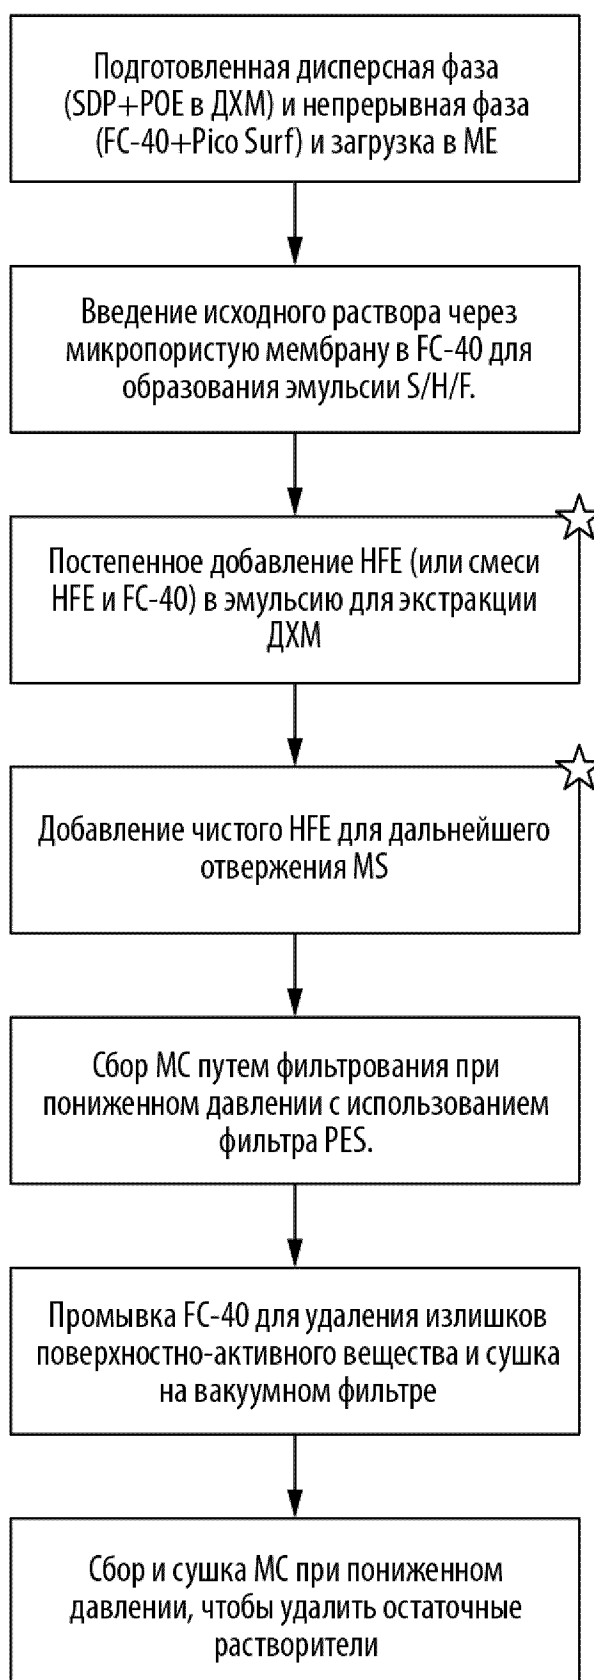 Подготовленная дисперсная фаза
(SDP+POE в ДХМ) и непрерывная фаза
(FC-40+Pico Surf) и загрузка в ME
Введение исходного раствора через
микропористую мембрану в FC-40 для
образования эмульсии S/H/F.
Постепенное добавление HFE (или смеси
HFE и FC-40) в эмульсию для экстракции
ДХМ
Добавление чистого HFE для дальнейшего
отвержения MS
Сбор МС путем фильтрования при
пониженном давлении с использованием
фильтра PES.
Промывка FC-40 для удаления излишков
поверхностно-активного вещества и сушка
на вакуумном фильтре
Сбор и сушка МС при пониженном
давлении, чтобы удалить остаточные
растворители